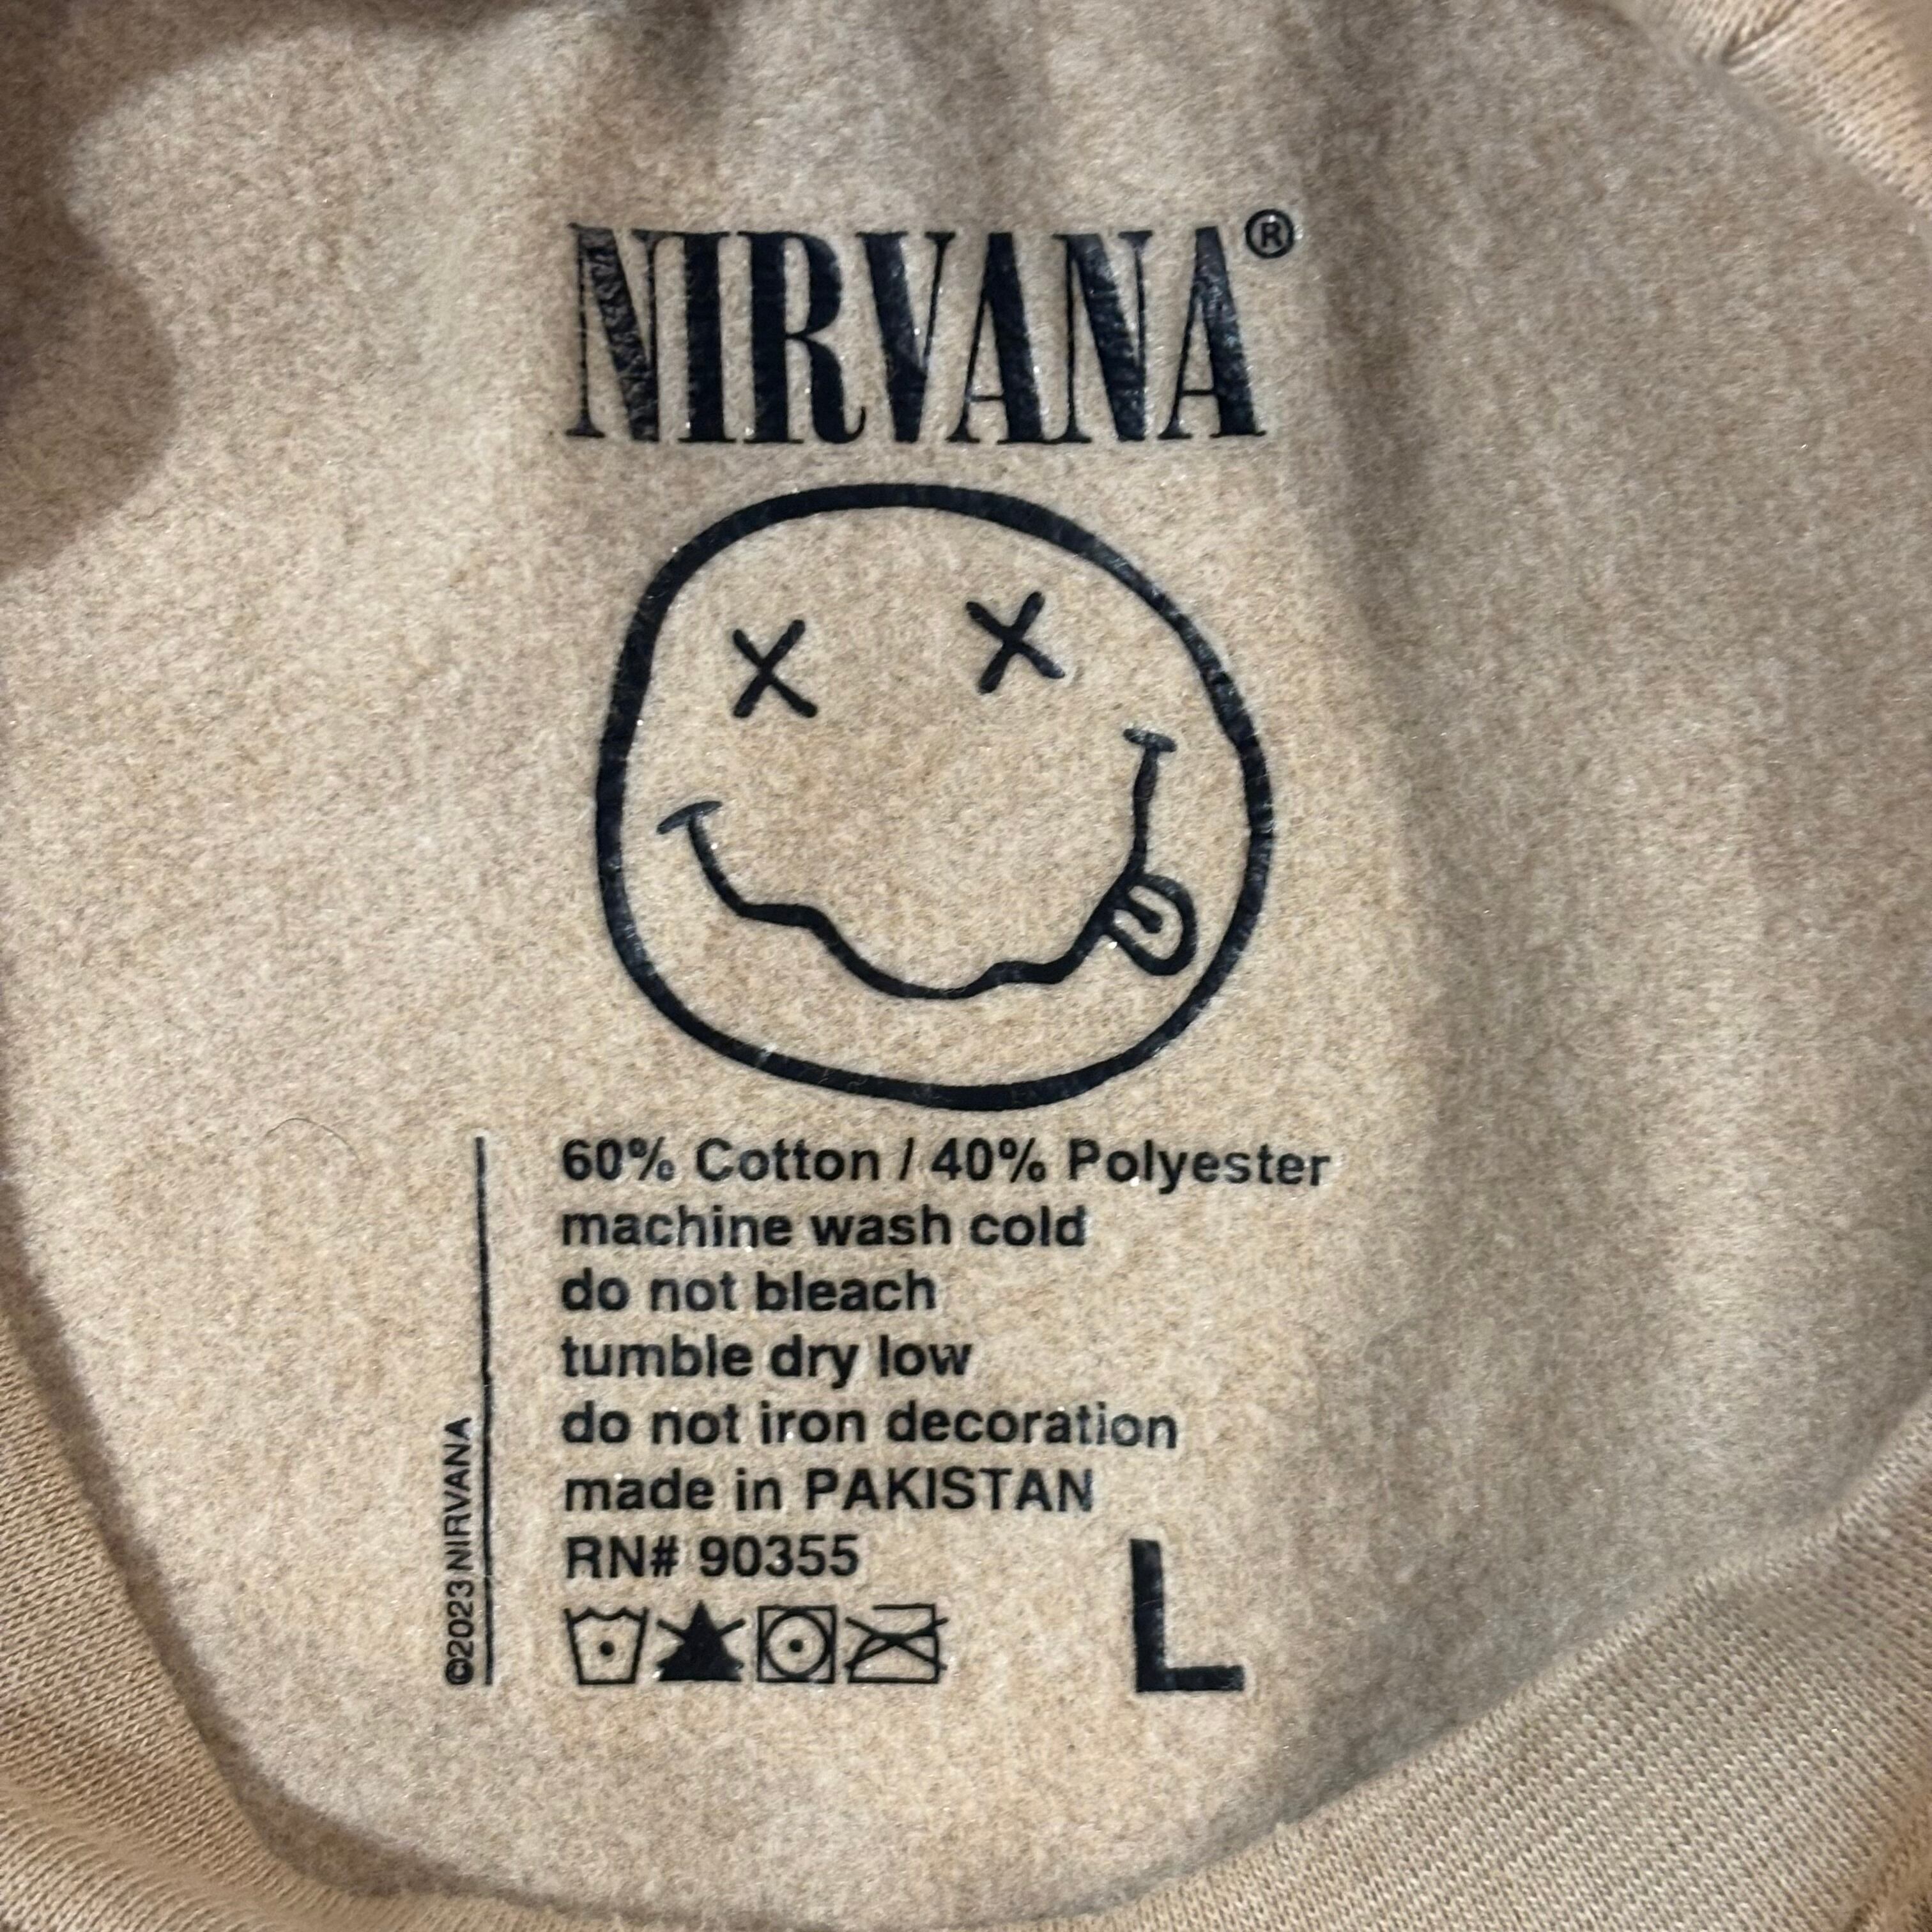 NIRVANA®
60% Cotton / 40% Polyester
machine wash cold
do not bleach
tumble dry low
do not iron decoration
made in PAKISTAN
RN# 90355
L
©2023 NIRVANA